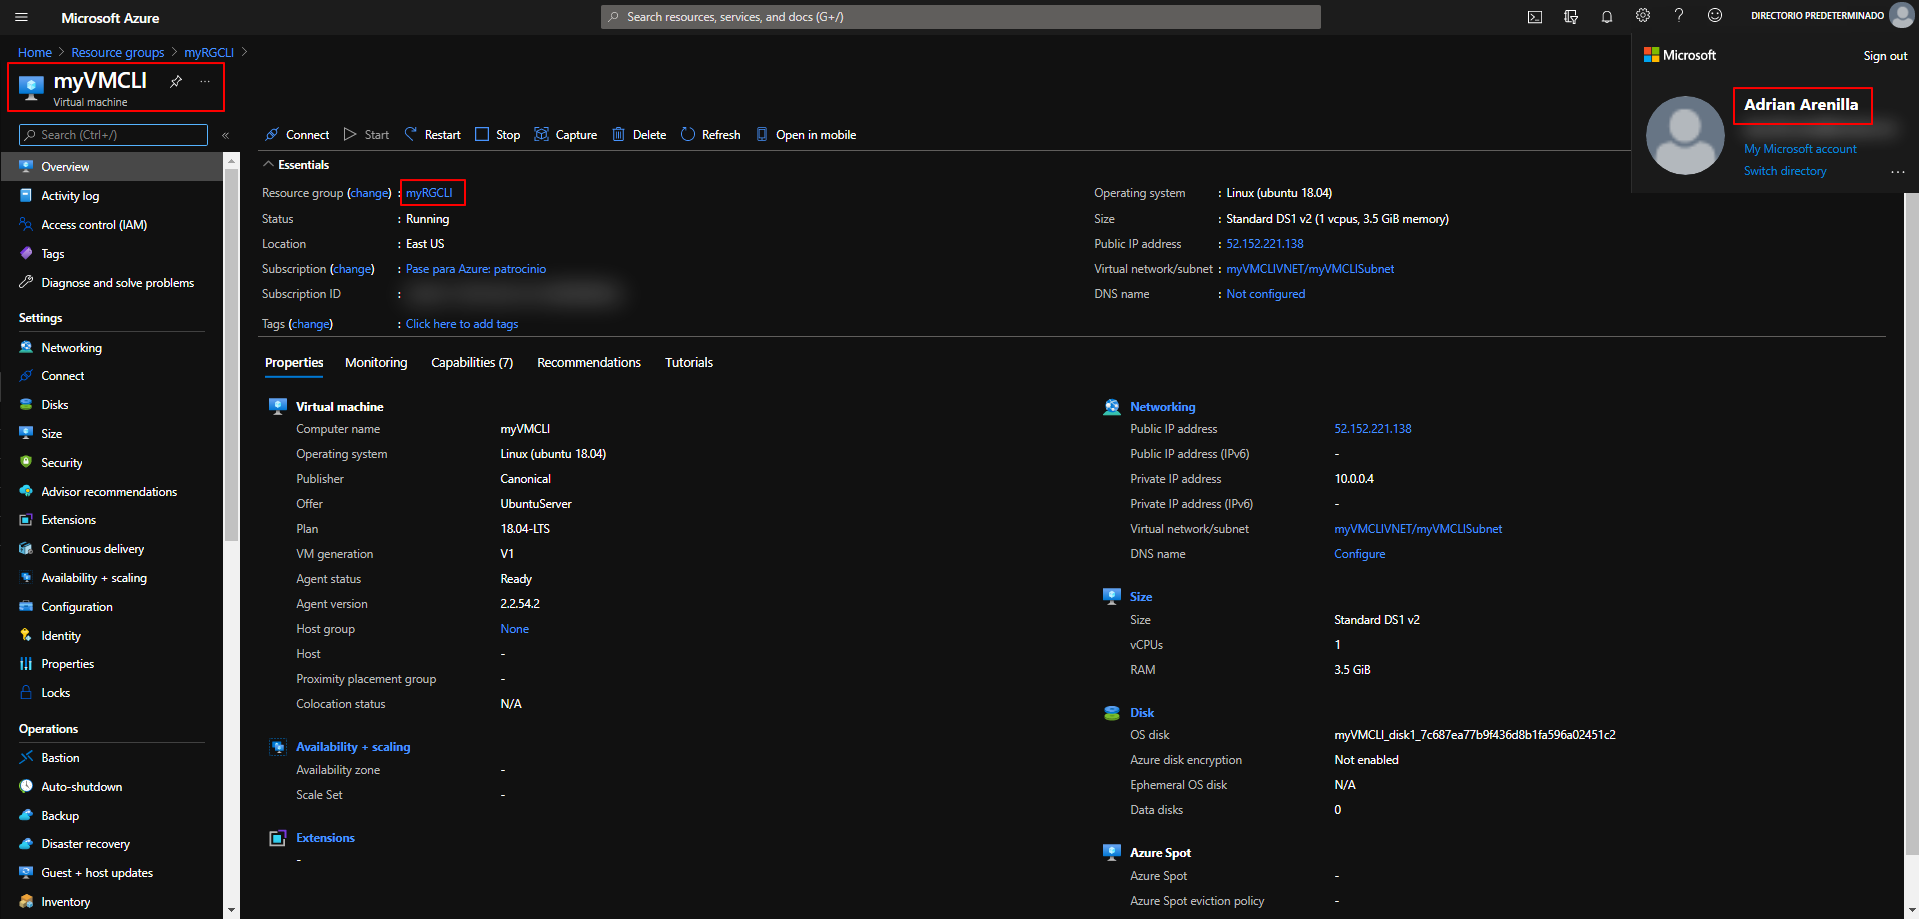 Microsoft Azure
Search resources, services, and docs (G+/)
DIRECTORIO PREDETERMINADO
Home > Resource groups > myRGCLI >
myVMCLI
Virtual machine
Microsoft
Sign out
Adrian Arenilla
My Microsoft account
Switch directory
Search (Ctrl+/)
Overview
Activity log
Access control (IAM)
Tags
Diagnose and solve problems
Settings
Networking
Connect
Disks
Size
Security
Advisor recommendations
Extensions
Continuous delivery
Availability + scaling
Configuration
Identity
Properties
Locks
Operations
Bastion
Auto-shutdown
Backup
Disaster recovery
Guest + host updates
Inventory
Connect Start Restart Stop Capture Delete Refresh Open in mobile
Essentials
Resource group (change) : myRGCLI
Status : Running
Location : East US
Subscription (change) : Pase para Azure: patrocinio
Subscription ID :
Tags (change) : Click here to add tags
Operating system : Linux (ubuntu 18.04)
Size : Standard DS1 v2 (1 vcpus, 3.5 GiB memory)
Public IP address : 52.152.221.138
Virtual network/subnet : myVMCLIVNET/myVMCLISubnet
DNS name : Not configured
Properties Monitoring Capabilities (7) Recommendations Tutorials
Virtual machine
Computer name myVMCLI
Operating system Linux (ubuntu 18.04)
Publisher Canonical
Offer UbuntuServer
Plan 18.04-LTS
VM generation V1
Agent status Ready
Agent version 2.2.54.2
Host group None
Host -
Proximity placement group -
Colocation status N/A
Availability + scaling
Availability zone -
Scale Set -
Extensions
-
Networking
Public IP address 52.152.221.138
Public IP address (IPv6) -
Private IP address 10.0.0.4
Private IP address (IPv6) -
Virtual network/subnet myVMCLIVNET/myVMCLISubnet
DNS name Configure
Size
Size Standard DS1 v2
vCPUs 1
RAM 3.5 GiB
Disk
OS disk myVMCLI_disk1_7c687ea77b9f436d8b1fa596a02451c2
Azure disk encryption Not enabled
Ephemeral OS disk N/A
Data disks 0
Azure Spot
Azure Spot -
Azure Spot eviction policy -